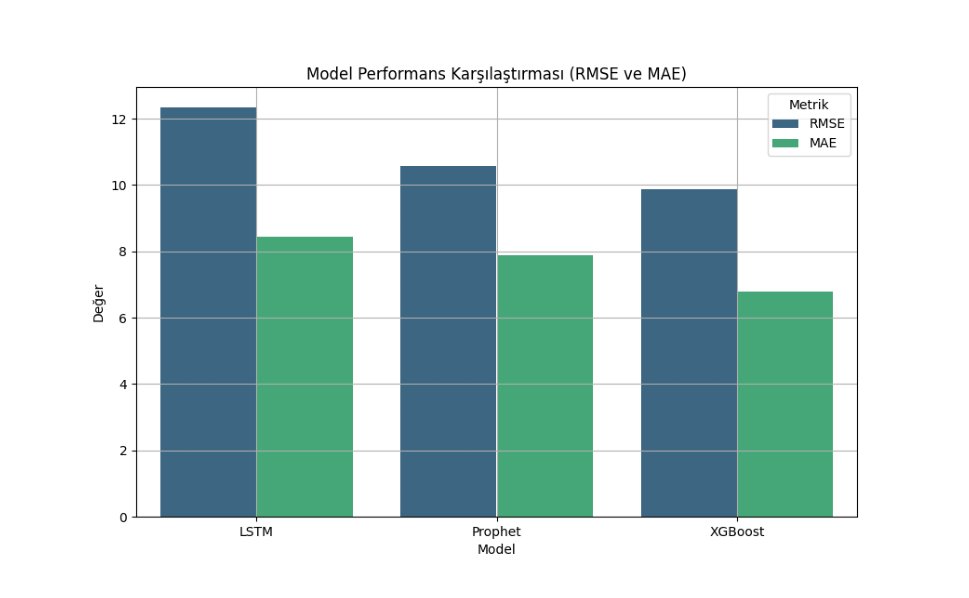 Model Performans Karşılaştırması (RMSE ve MAE)
Metrik
RMSE
MAE
Değer
12
10
8
6
4
2
0
LSTM
Prophet
XGBoost
Model